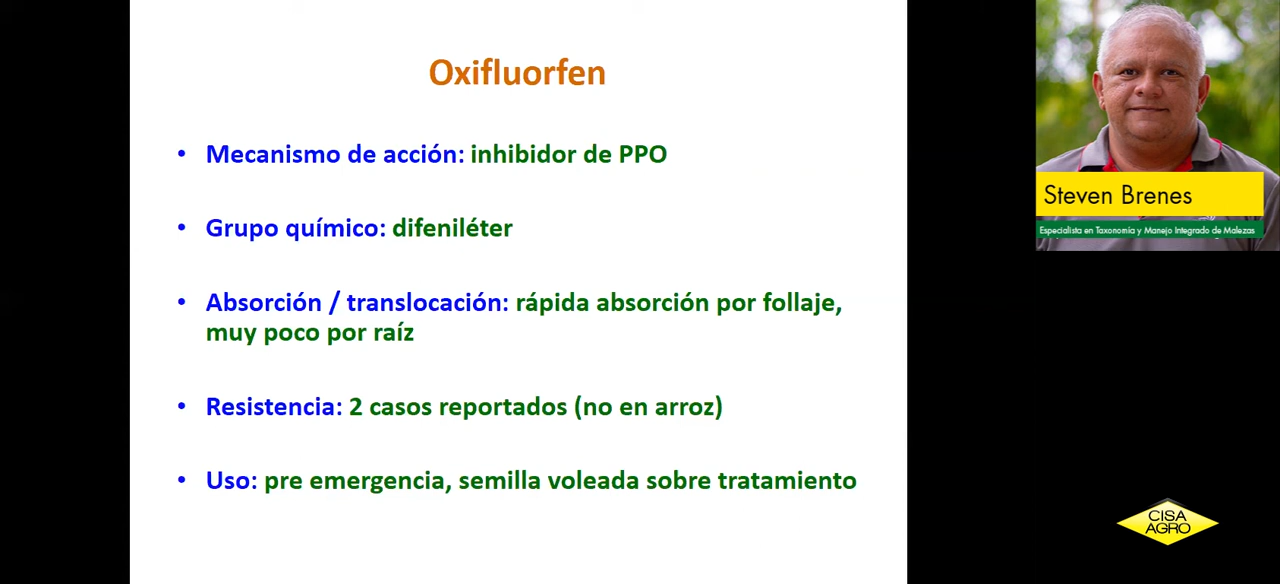 Oxifluorfen
• Mecanismo de acción: inhibidor de PPO
• Grupo químico: difeniléter
• Absorción / translocación: rápida absorción por follaje,
muy poco por raíz
• Resistencia: 2 casos reportados (no en arroz)
• Uso: pre emergencia, semilla voleada sobre tratamiento
Steven Brenes
Especialista en Taxonomía y Manejo Integrado de Malezas
CISA
AGRO